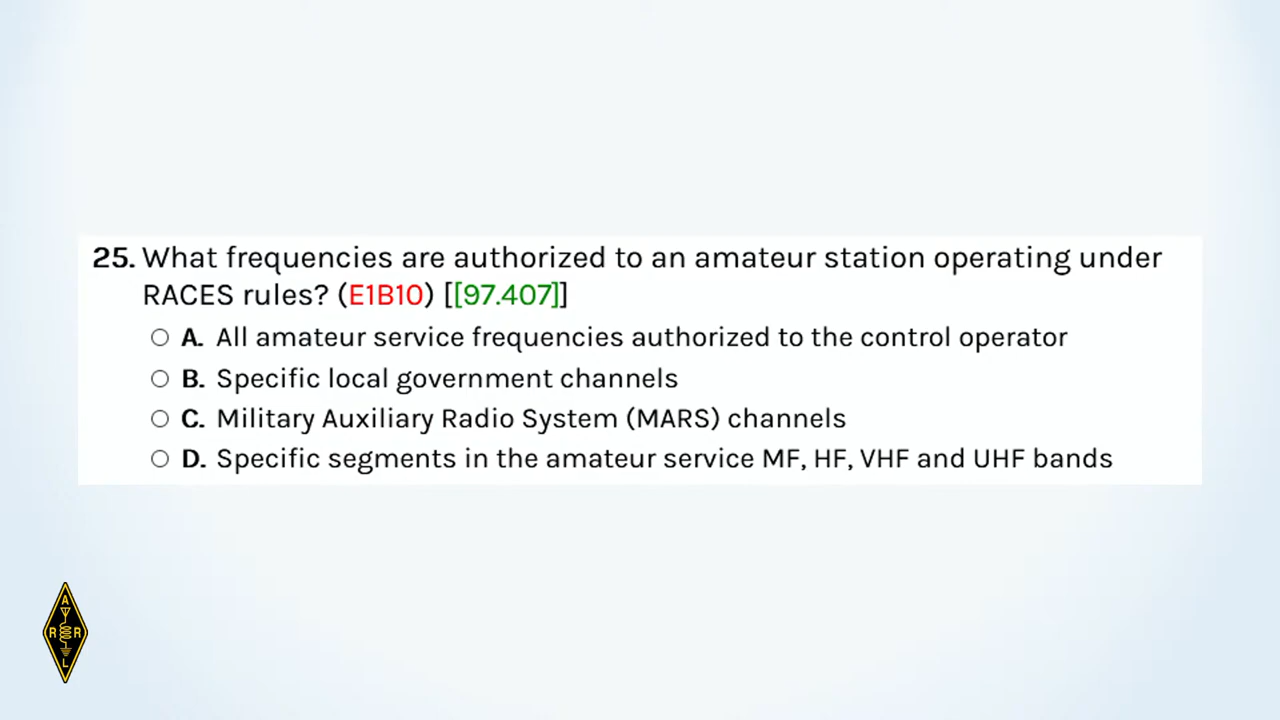 25. What frequencies are authorized to an amateur station operating under
RACES rules? (E1B10) [[97.407]]
A. All amateur service frequencies authorized to the control operator
B. Specific local government channels
C. Military Auxiliary Radio System (MARS) channels
D. Specific segments in the amateur service MF, HF, VHF and UHF bands
A
R R
L